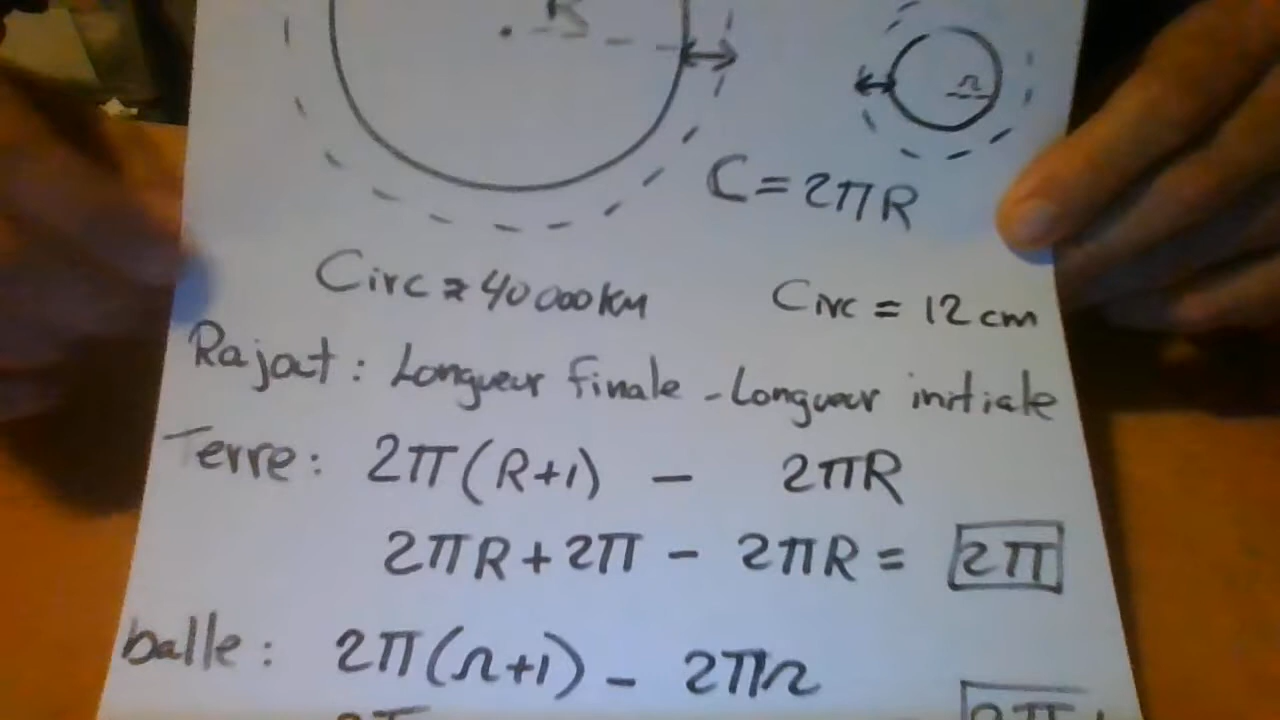 R
r
C = 2πR
Circ ≈ 40 000 km Circ = 12 cm
Rajout : Longueur finale - Longueur initiale
Terre : 2π(R+1) - 2πR
2πR + 2π - 2πR = 2π
balle : 2π(r+1) - 2πr